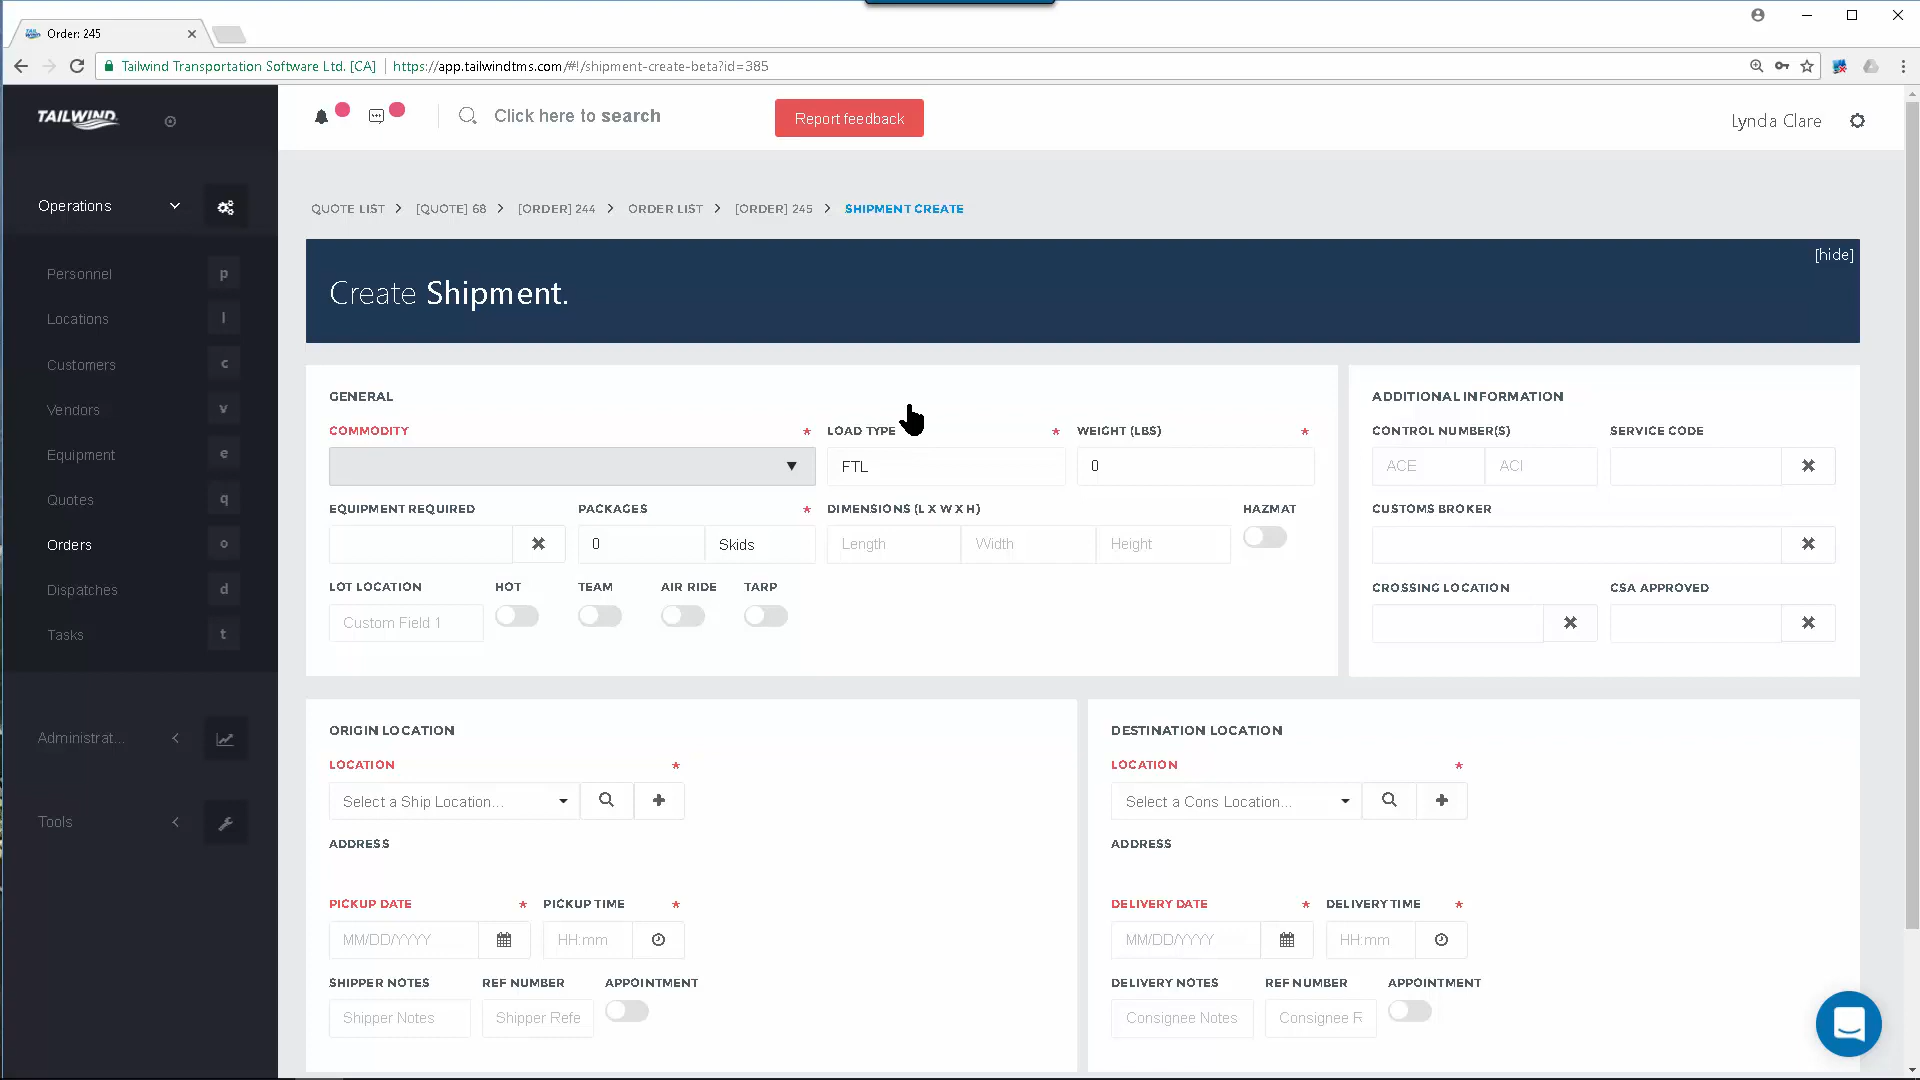 Order: 245
Tailwind Transportation Software Ltd. [CA] https://app.tailwindtms.com/#!/shipment-create-beta?id=385
TAILWIND
Click here to search
Report feedback
Lynda Clare
Operations
Personnel p
Locations l
Customers c
Vendors v
Equipment e
Quotes q
Orders o
Dispatches d
Tasks t
Administrat...
Tools
QUOTE LIST > [QUOTE] 68 > [ORDER] 244 > ORDER LIST > [ORDER] 245 > SHIPMENT CREATE
[hide]
Create Shipment.
GENERAL
COMMODITY * LOAD TYPE * WEIGHT (LBS) *
FTL 0
EQUIPMENT REQUIRED PACKAGES * DIMENSIONS (L X W X H) HAZMAT
0 Skids Length Width Height
LOT LOCATION HOT TEAM AIR RIDE TARP
Custom Field 1
ADDITIONAL INFORMATION
CONTROL NUMBER(S) SERVICE CODE
ACE ACI
CUSTOMS BROKER
CROSSING LOCATION CSA APPROVED
ORIGIN LOCATION
LOCATION *
Select a Ship Location...
ADDRESS
PICKUP DATE * PICKUP TIME *
MM/DD/YYYY HH:mm
SHIPPER NOTES REF NUMBER APPOINTMENT
Shipper Notes Shipper Refe
DESTINATION LOCATION
LOCATION *
Select a Cons Location...
ADDRESS
DELIVERY DATE * DELIVERY TIME *
MM/DD/YYYY HH:mm
DELIVERY NOTES REF NUMBER APPOINTMENT
Consignee Notes Consignee R